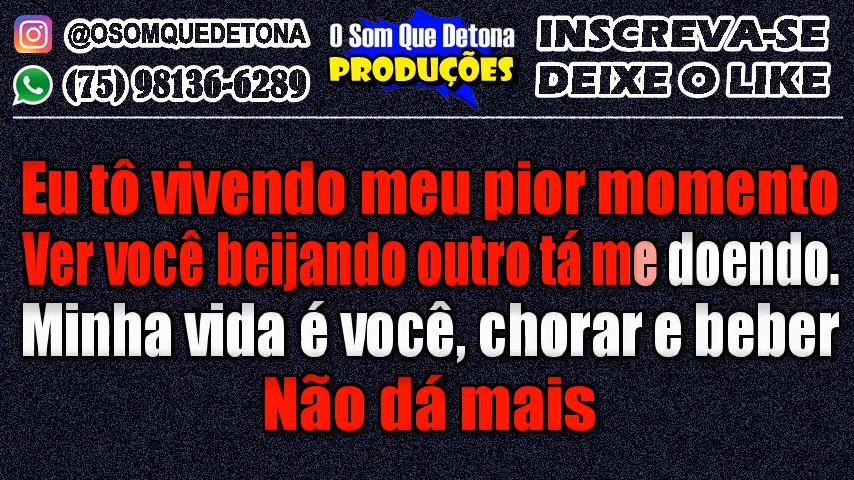 @OSOMQUEDETONA
(75) 98136-6289
O Som Que Detona
PRODUÇÕES
INSCREVA-SE
DEIXE O LIKE
Eu tô vivendo meu pior momento
Ver você beijando outro tá me doendo.
Minha vida é você, chorar e beber
Não dá mais